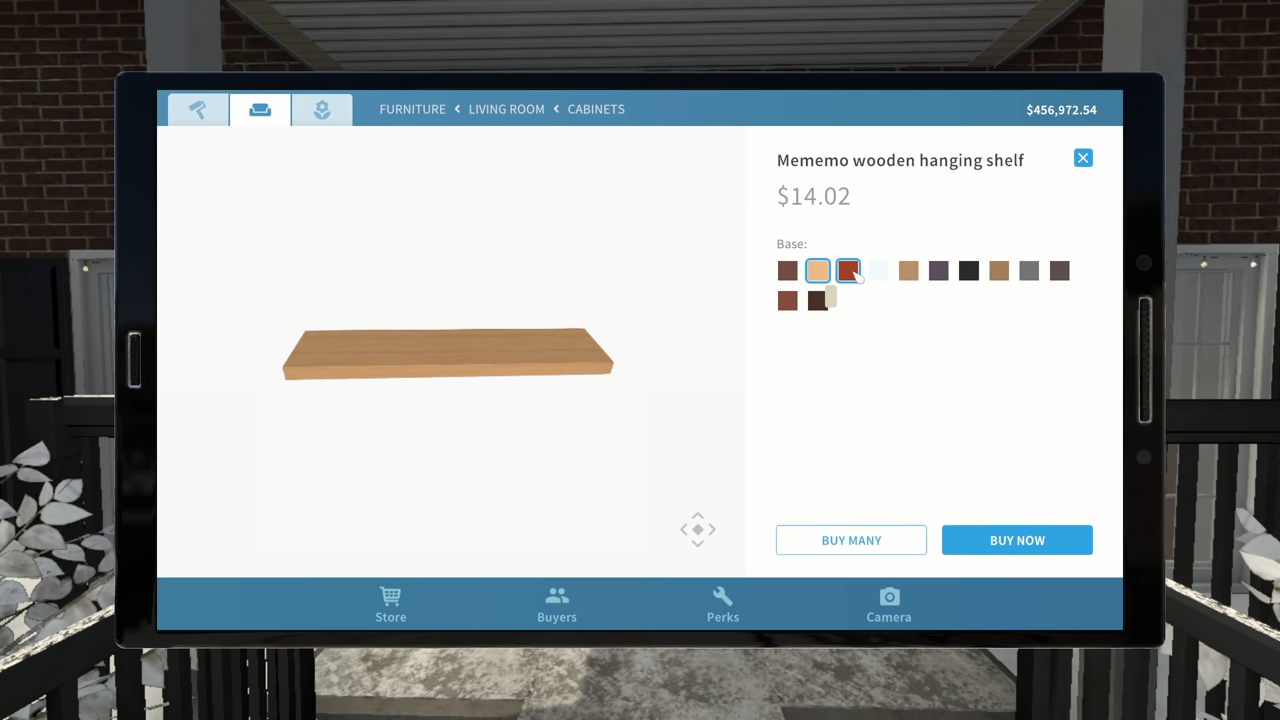 FURNITURE < LIVING ROOM < CABINETS
$456,972.54
Mememo wooden hanging shelf
$14.02
Base:
BUY MANY
BUY NOW
Store
Buyers
Perks
Camera